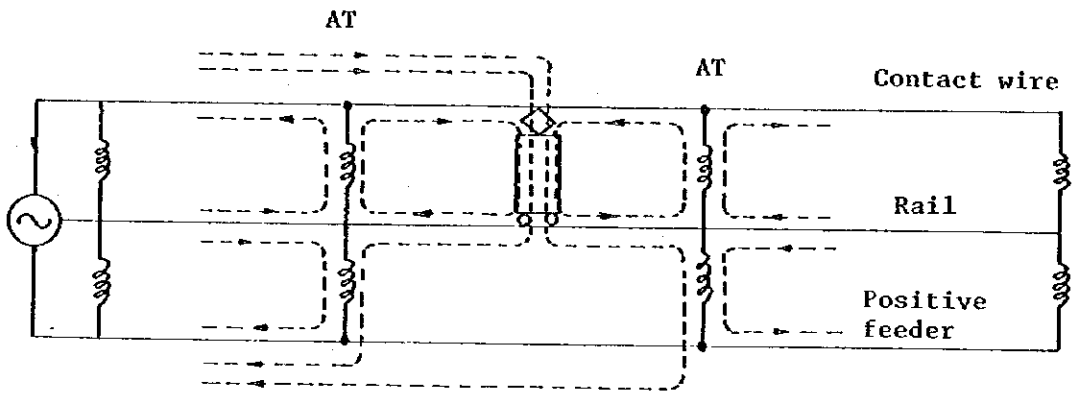 AT
AT
Contact wire
Rail
Positive
feeder